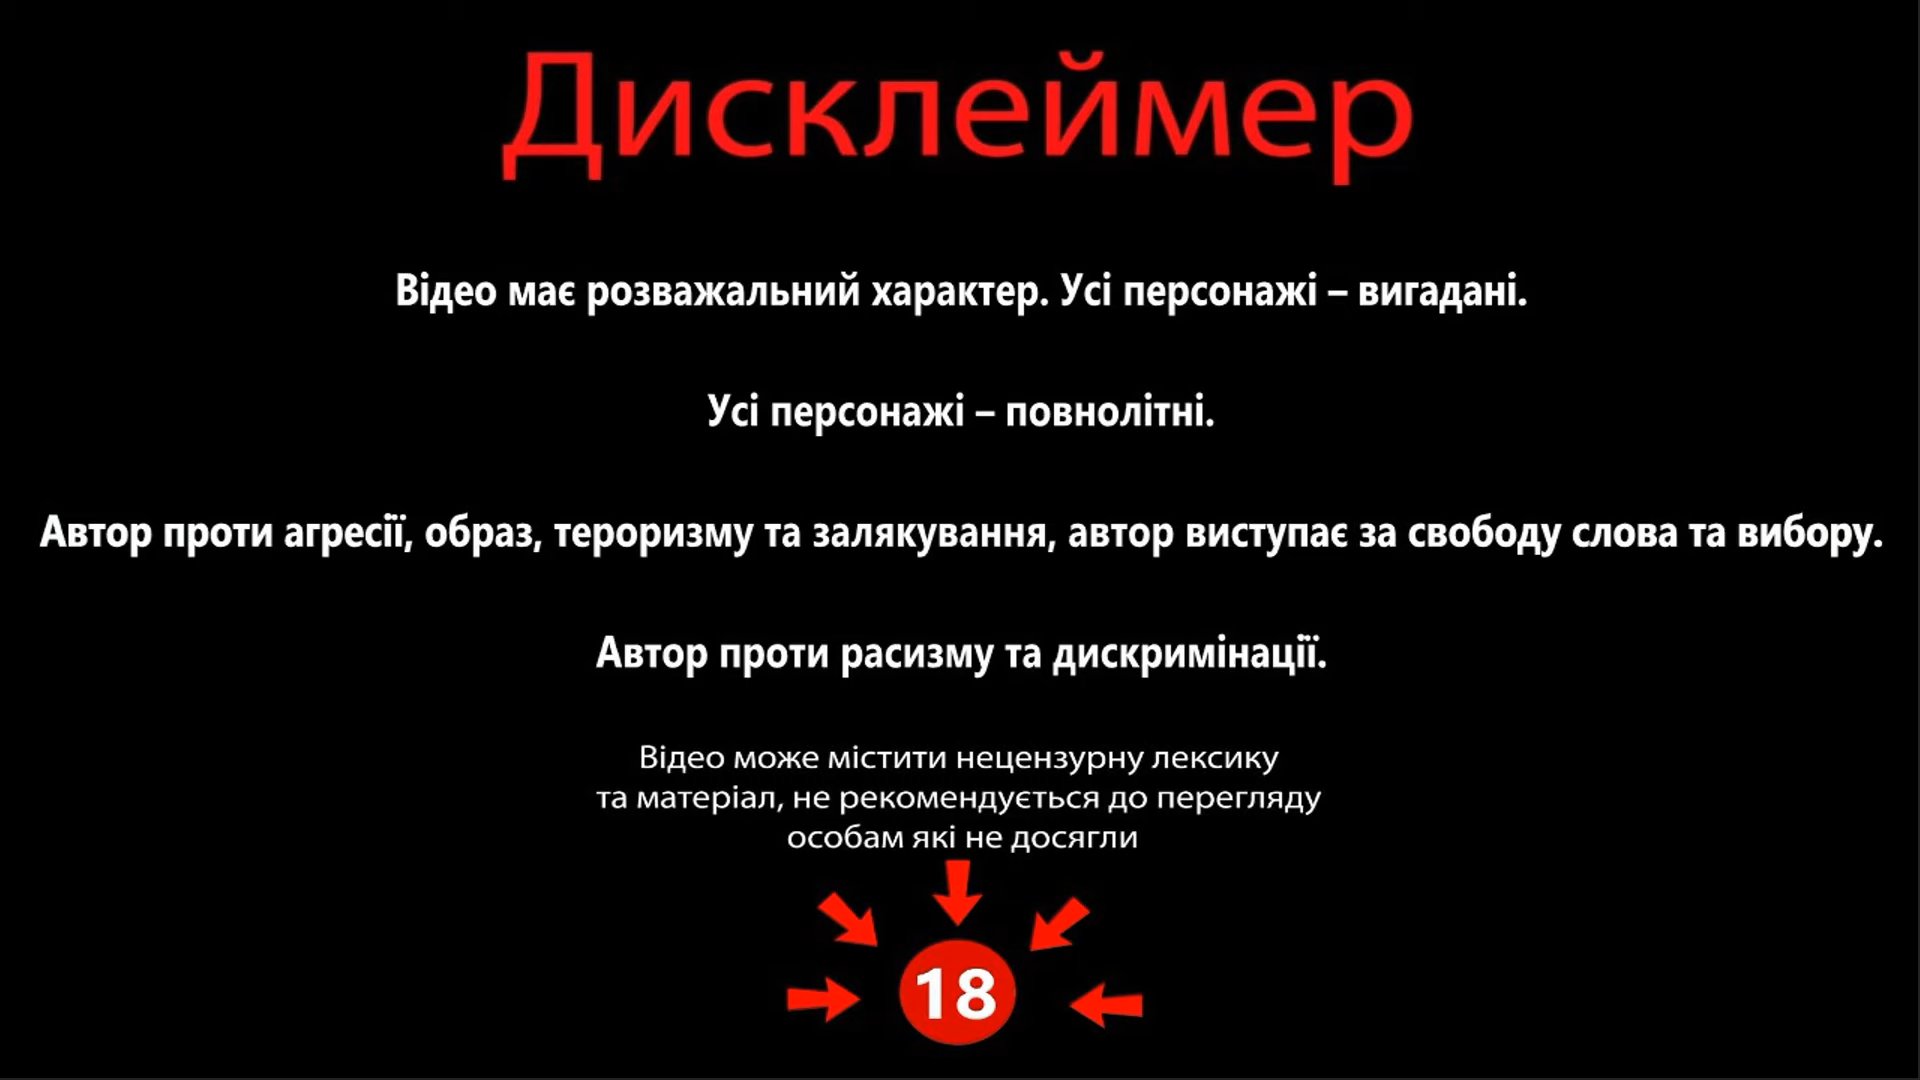 Дисклеймер
Відео має розважальний характер. Усі персонажі – вигадані.
Усі персонажі – повнолітні.
Автор проти агресії, образ, тероризму та залякування, автор виступає за свободу слова та вибору.
Автор проти расизму та дискримінації.
Відео може містити нецензурну лексику
та матеріал, не рекомендується до перегляду
особам які не досягли
18